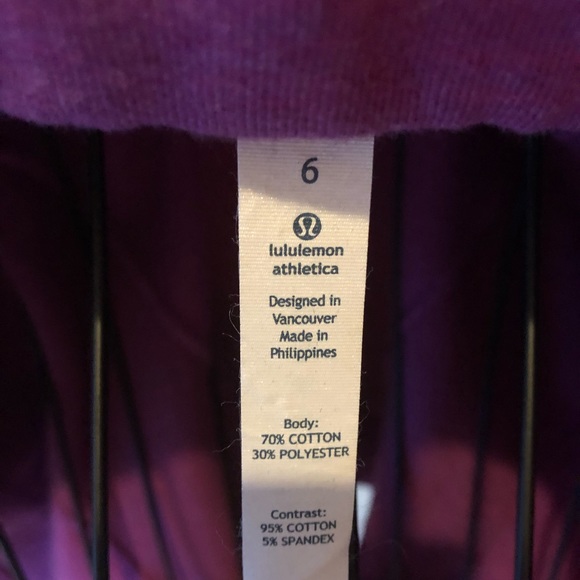 6
lululemon
athletica
Designed in
Vancouver
Made in
Philippines
Body:
70% COTTON
30% POLYESTER
Contrast:
95% COTTON
5% SPANDEX